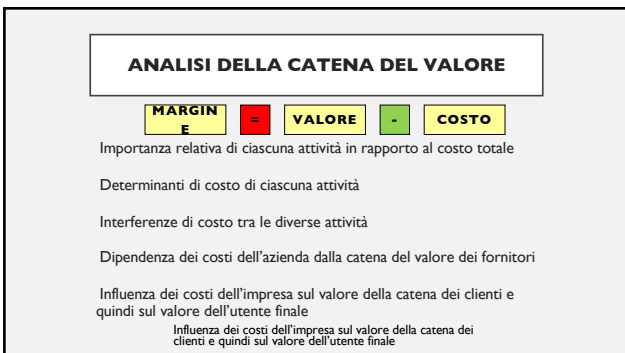 ANALISI DELLA CATENA DEL VALORE
MARGIN
E
= VALORE - COSTO
Importanza relativa di ciascuna attività in rapporto al costo totale
Determinanti di costo di ciascuna attività
Interferenze di costo tra le diverse attività
Dipendenza dei costi dell'azienda dalla catena del valore dei fornitori
Influenza dei costi dell'impresa sul valore della catena dei clienti e
quindi sul valore dell'utente finale
Influenza dei costi dell'impresa sul valore della catena dei
clienti e quindi sul valore dell'utente finale